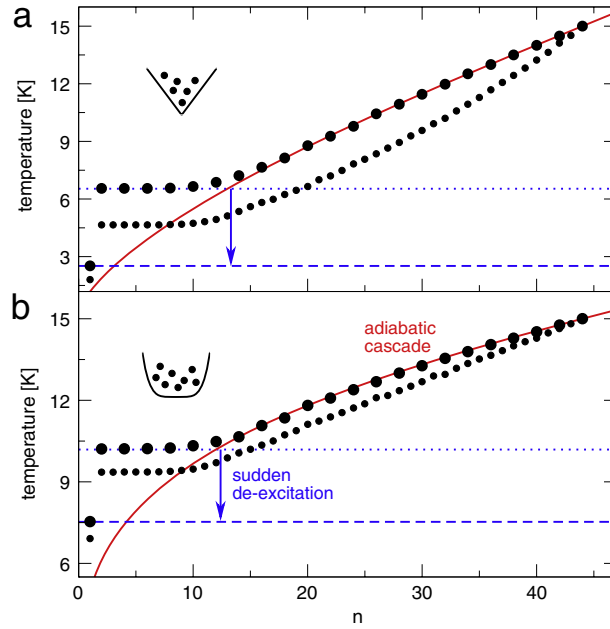 a
15
12
9
6
3
temperature [K]
b
15
12
9
6
temperature [K]
adiabatic
cascade
sudden
de-excitation
0 10 20 30 40
n